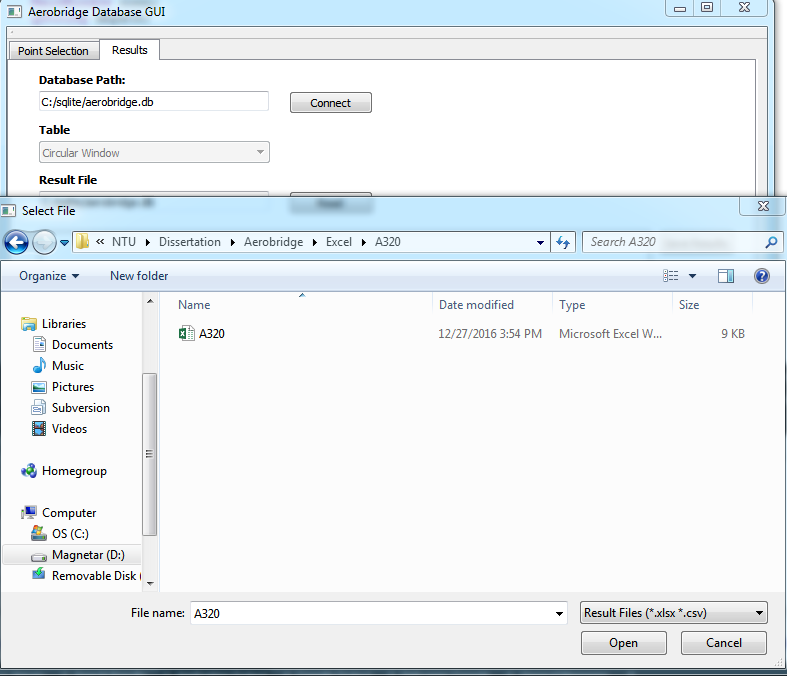 Aerobridge Database GUI
Point Selection Results
Database Path:
C:/sqlite/aerobridge.db Connect
Table
Circular Window
Result File
Select File
« NTU Dissertation Aerobridge Excel A320 Search A320
Organize New folder
Name Date modified Type Size
Libraries
A320 12/27/2016 3:54 PM Microsoft Excel W... 9 KB
Documents
Music
Pictures
Subversion
Videos
Homegroup
Computer
OS (C:)
Magnetar (D:)
Removable Disk (
File name: A320 Result Files (*.xlsx *.csv)
Open Cancel